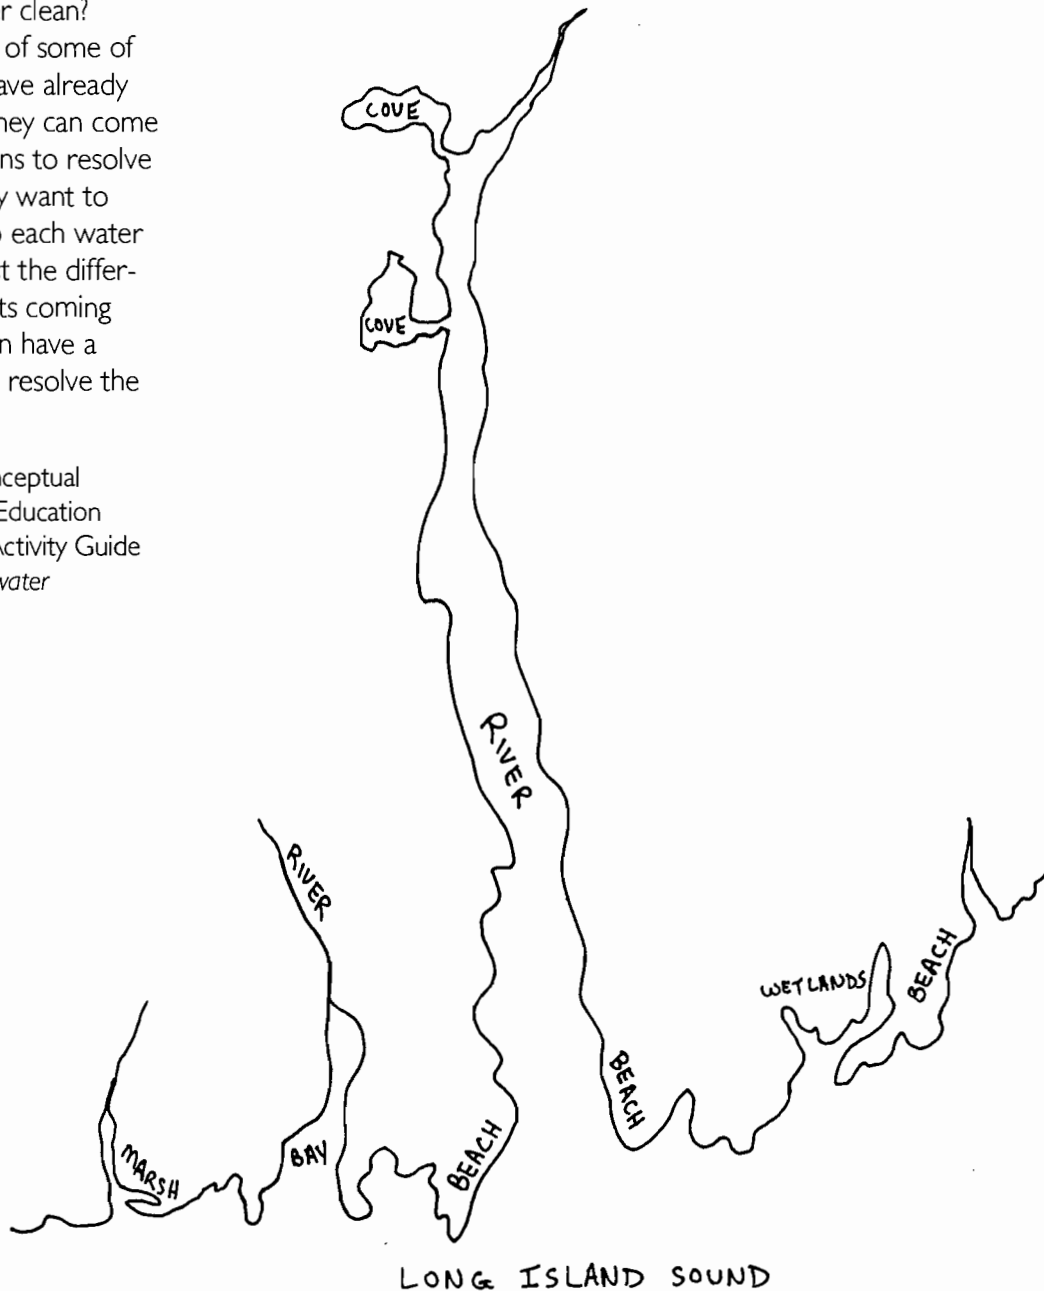 r clean?
of some of
ave already
hey can come
ns to resolve
y want to
each water
t the differ-
ts coming
n have a
resolve the
ceptual
Education
Activity Guide
water
COVE
COVE
RIVER
RIVER
WETLANDS
BEACH
BEACH
MARSH
BAY
BEACH
LONG ISLAND SOUND